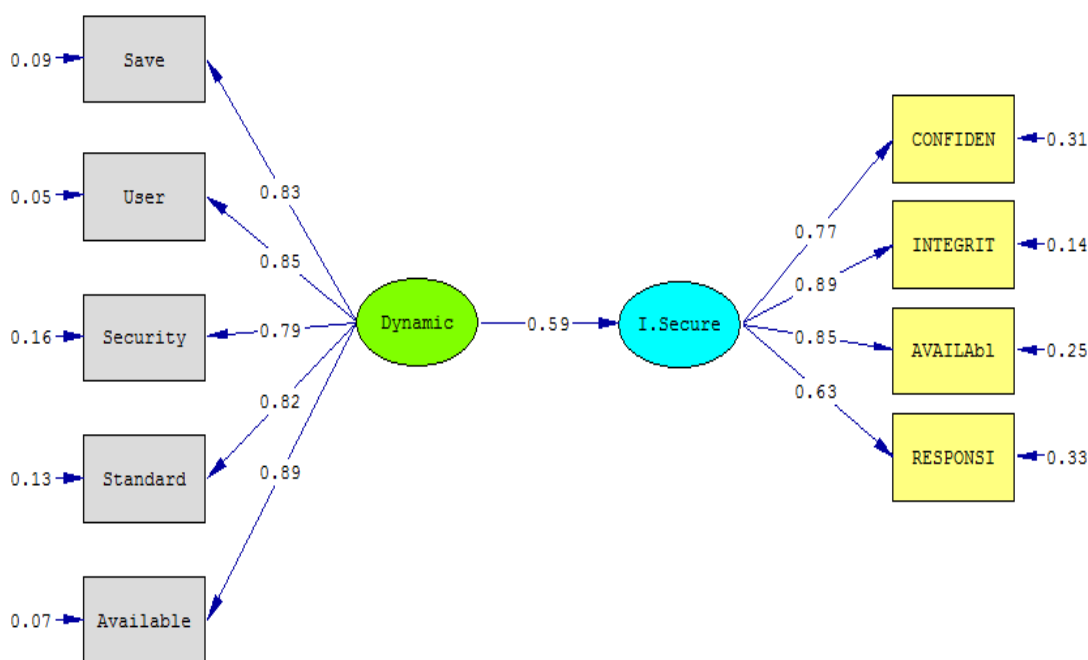 0.09 Save
0.05 User
0.16 Security
0.13 Standard
0.07 Available
0.83
0.85
0.79
0.82
0.89
Dynamic
0.59
I.Secure
0.77
0.89
0.85
0.63
CONFIDEN 0.31
INTEGRIT 0.14
AVAILAbl 0.25
RESPONSI 0.33